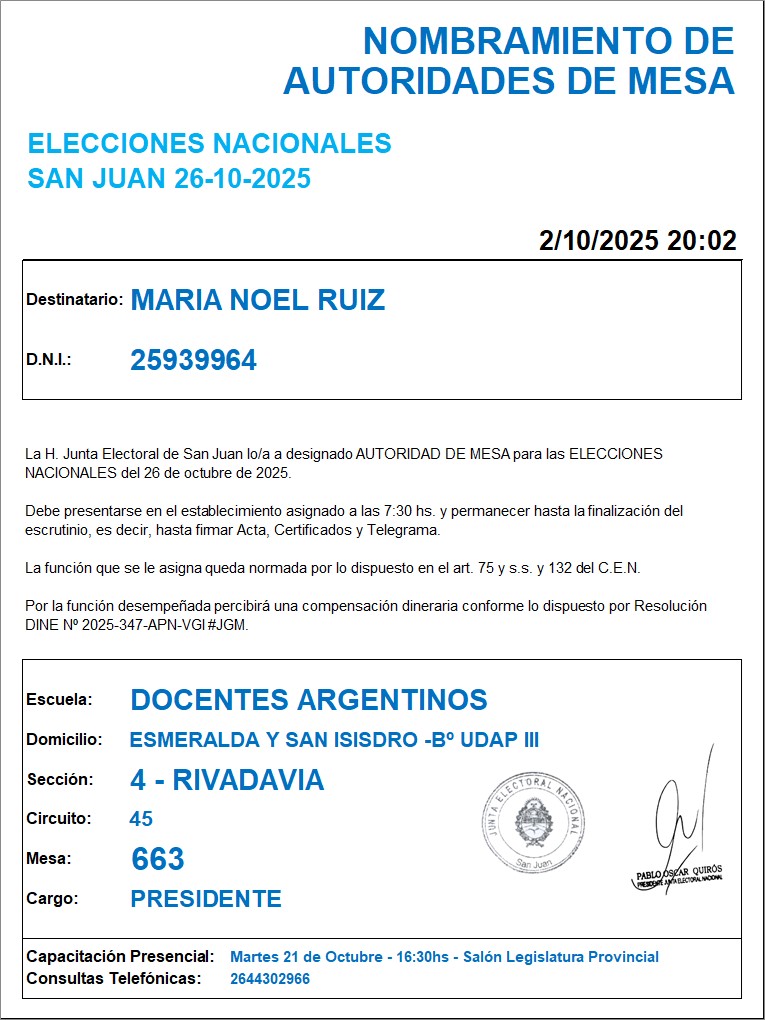 NOMBRAMIENTO DE
AUTORIDADES DE MESA
ELECCIONES NACIONALES
SAN JUAN 26-10-2025
2/10/2025 20:02
Destinatario: MARIA NOEL RUIZ
D.N.I.: 25939964
La H. Junta Electoral de San Juan lo/a a designado AUTORIDAD DE MESA para las ELECCIONES
NACIONALES del 26 de octubre de 2025.
Debe presentarse en el establecimiento asignado a las 7:30 hs. y permanecer hasta la finalización del
escrutinio, es decir, hasta firmar Acta, Certificados y Telegrama.
La función que se le asigna queda normada por lo dispuesto en el art. 75 y s.s. y 132 del C.E.N.
Por la función desempeñada percibirá una compensación dineraria conforme lo dispuesto por Resolución
DINE Nº 2025-347-APN-VGI#JGM.
Escuela: DOCENTES ARGENTINOS
Domicilio: ESMERALDA Y SAN ISISDRO -Bº UDAP III
Sección: 4 - RIVADAVIA
Circuito: 45
Mesa: 663
Cargo: PRESIDENTE
JUNTA ELECTORAL NACIONAL
San Juan
PABLO OSCAR QUIRÓS
PRESIDENTE JUNTA ELECTORAL NACIONAL
Capacitación Presencial: Martes 21 de Octubre - 16:30hs - Salón Legislatura Provincial
Consultas Telefónicas: 2644302966